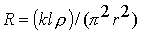 R = (klρ)/(π²r²)